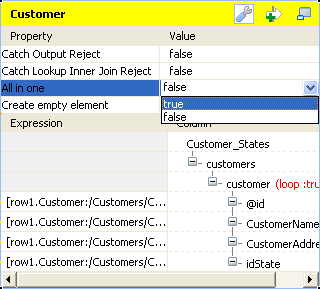 Customer
Property Value
Catch Output Reject false
Catch Lookup Inner Join Reject false
All in one false
Create empty element true
false
Expression Column
Customer_States
customers
customer (loop :true
@id
[row1.Customer:/Customers/C... CustomerName
[row1.Customer:/Customers/C... CustomerAddre
[row1.Customer:/Customers/C... idState
[row1.Customer:/Customers/C...